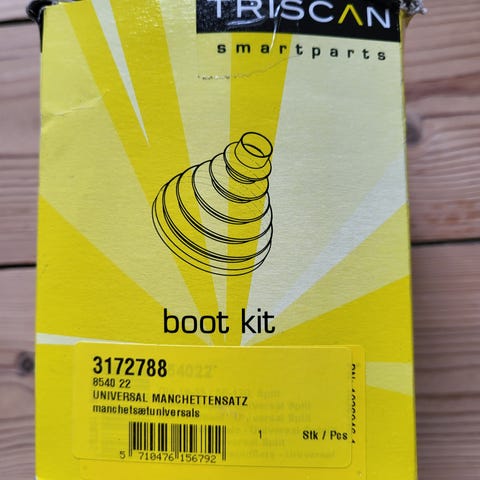 TRISCAN
smartparts
boot kit
3172788
8540 22
UNIVERSAL MANCHETTENSATZ
manchetsætuniversals
1 Stk / Pcs
5 710476 156792